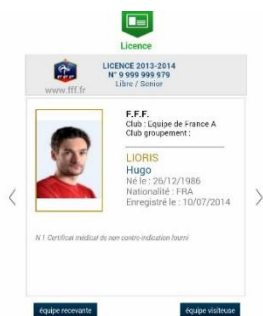 Licence
FFF
www.fff.fr
LICENCE 2013-2014
N° 9 999 999 979
Libre / Senior
F.F.F.
Club : Equipe de France A
Club groupement :
LIORIS
Hugo
Né le : 26/12/1986
Nationalité : FRA
Enregistré le : 10/07/2014
N 1 Certificat médical de non contre-indication fourni
équipe recevante
équipe visiteuse